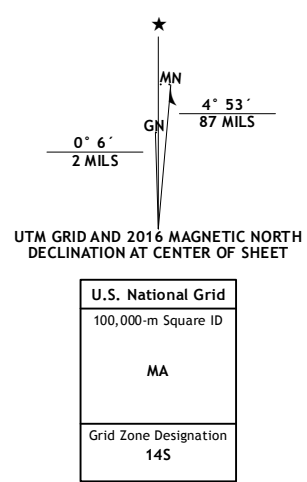 ★
MN
GN
4° 53´
87 MILS
0° 6´
2 MILS
UTM GRID AND 2016 MAGNETIC NORTH
DECLINATION AT CENTER OF SHEET
U.S. National Grid
100,000-m Square ID
MA
Grid Zone Designation
14S